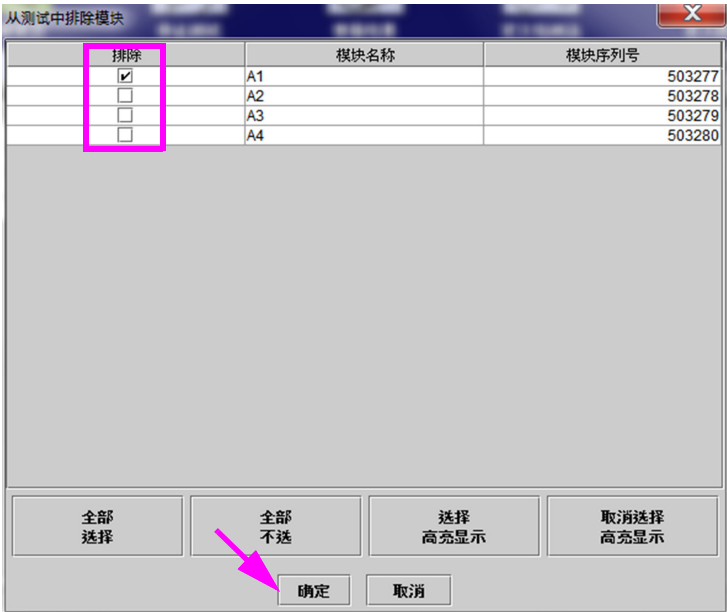 从测试中排除模块
排除 模块名称 模块序列号
A1 503277
A2 503278
A3 503279
A4 503280
全部 全部 选择 取消选择
选择 不选 高亮显示 高亮显示
确定 取消